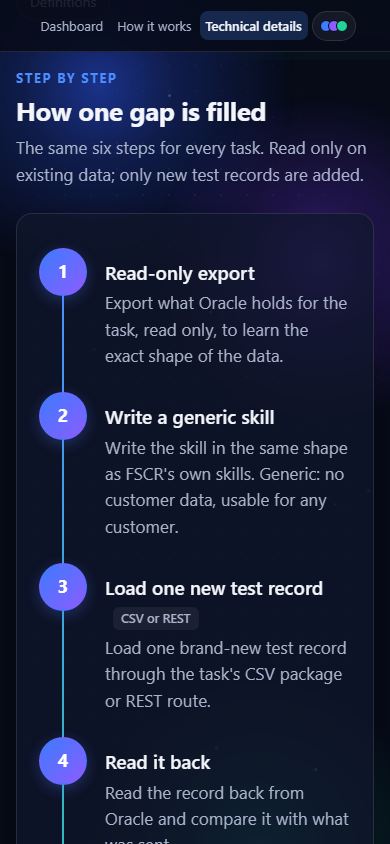 Definitions
Dashboard How it works Technical details
STEP BY STEP
How one gap is filled
The same six steps for every task. Read only on
existing data; only new test records are added.
1
Read-only export
Export what Oracle holds for the
task, read only, to learn the
exact shape of the data.
2
Write a generic skill
Write the skill in the same shape
as FSCR's own skills. Generic: no
customer data, usable for any
customer.
3
Load one new test record
CSV or REST
Load one brand-new test record
through the task's CSV package
or REST route.
4
Read it back
Read the record back from
Oracle and compare it with what
was sent.